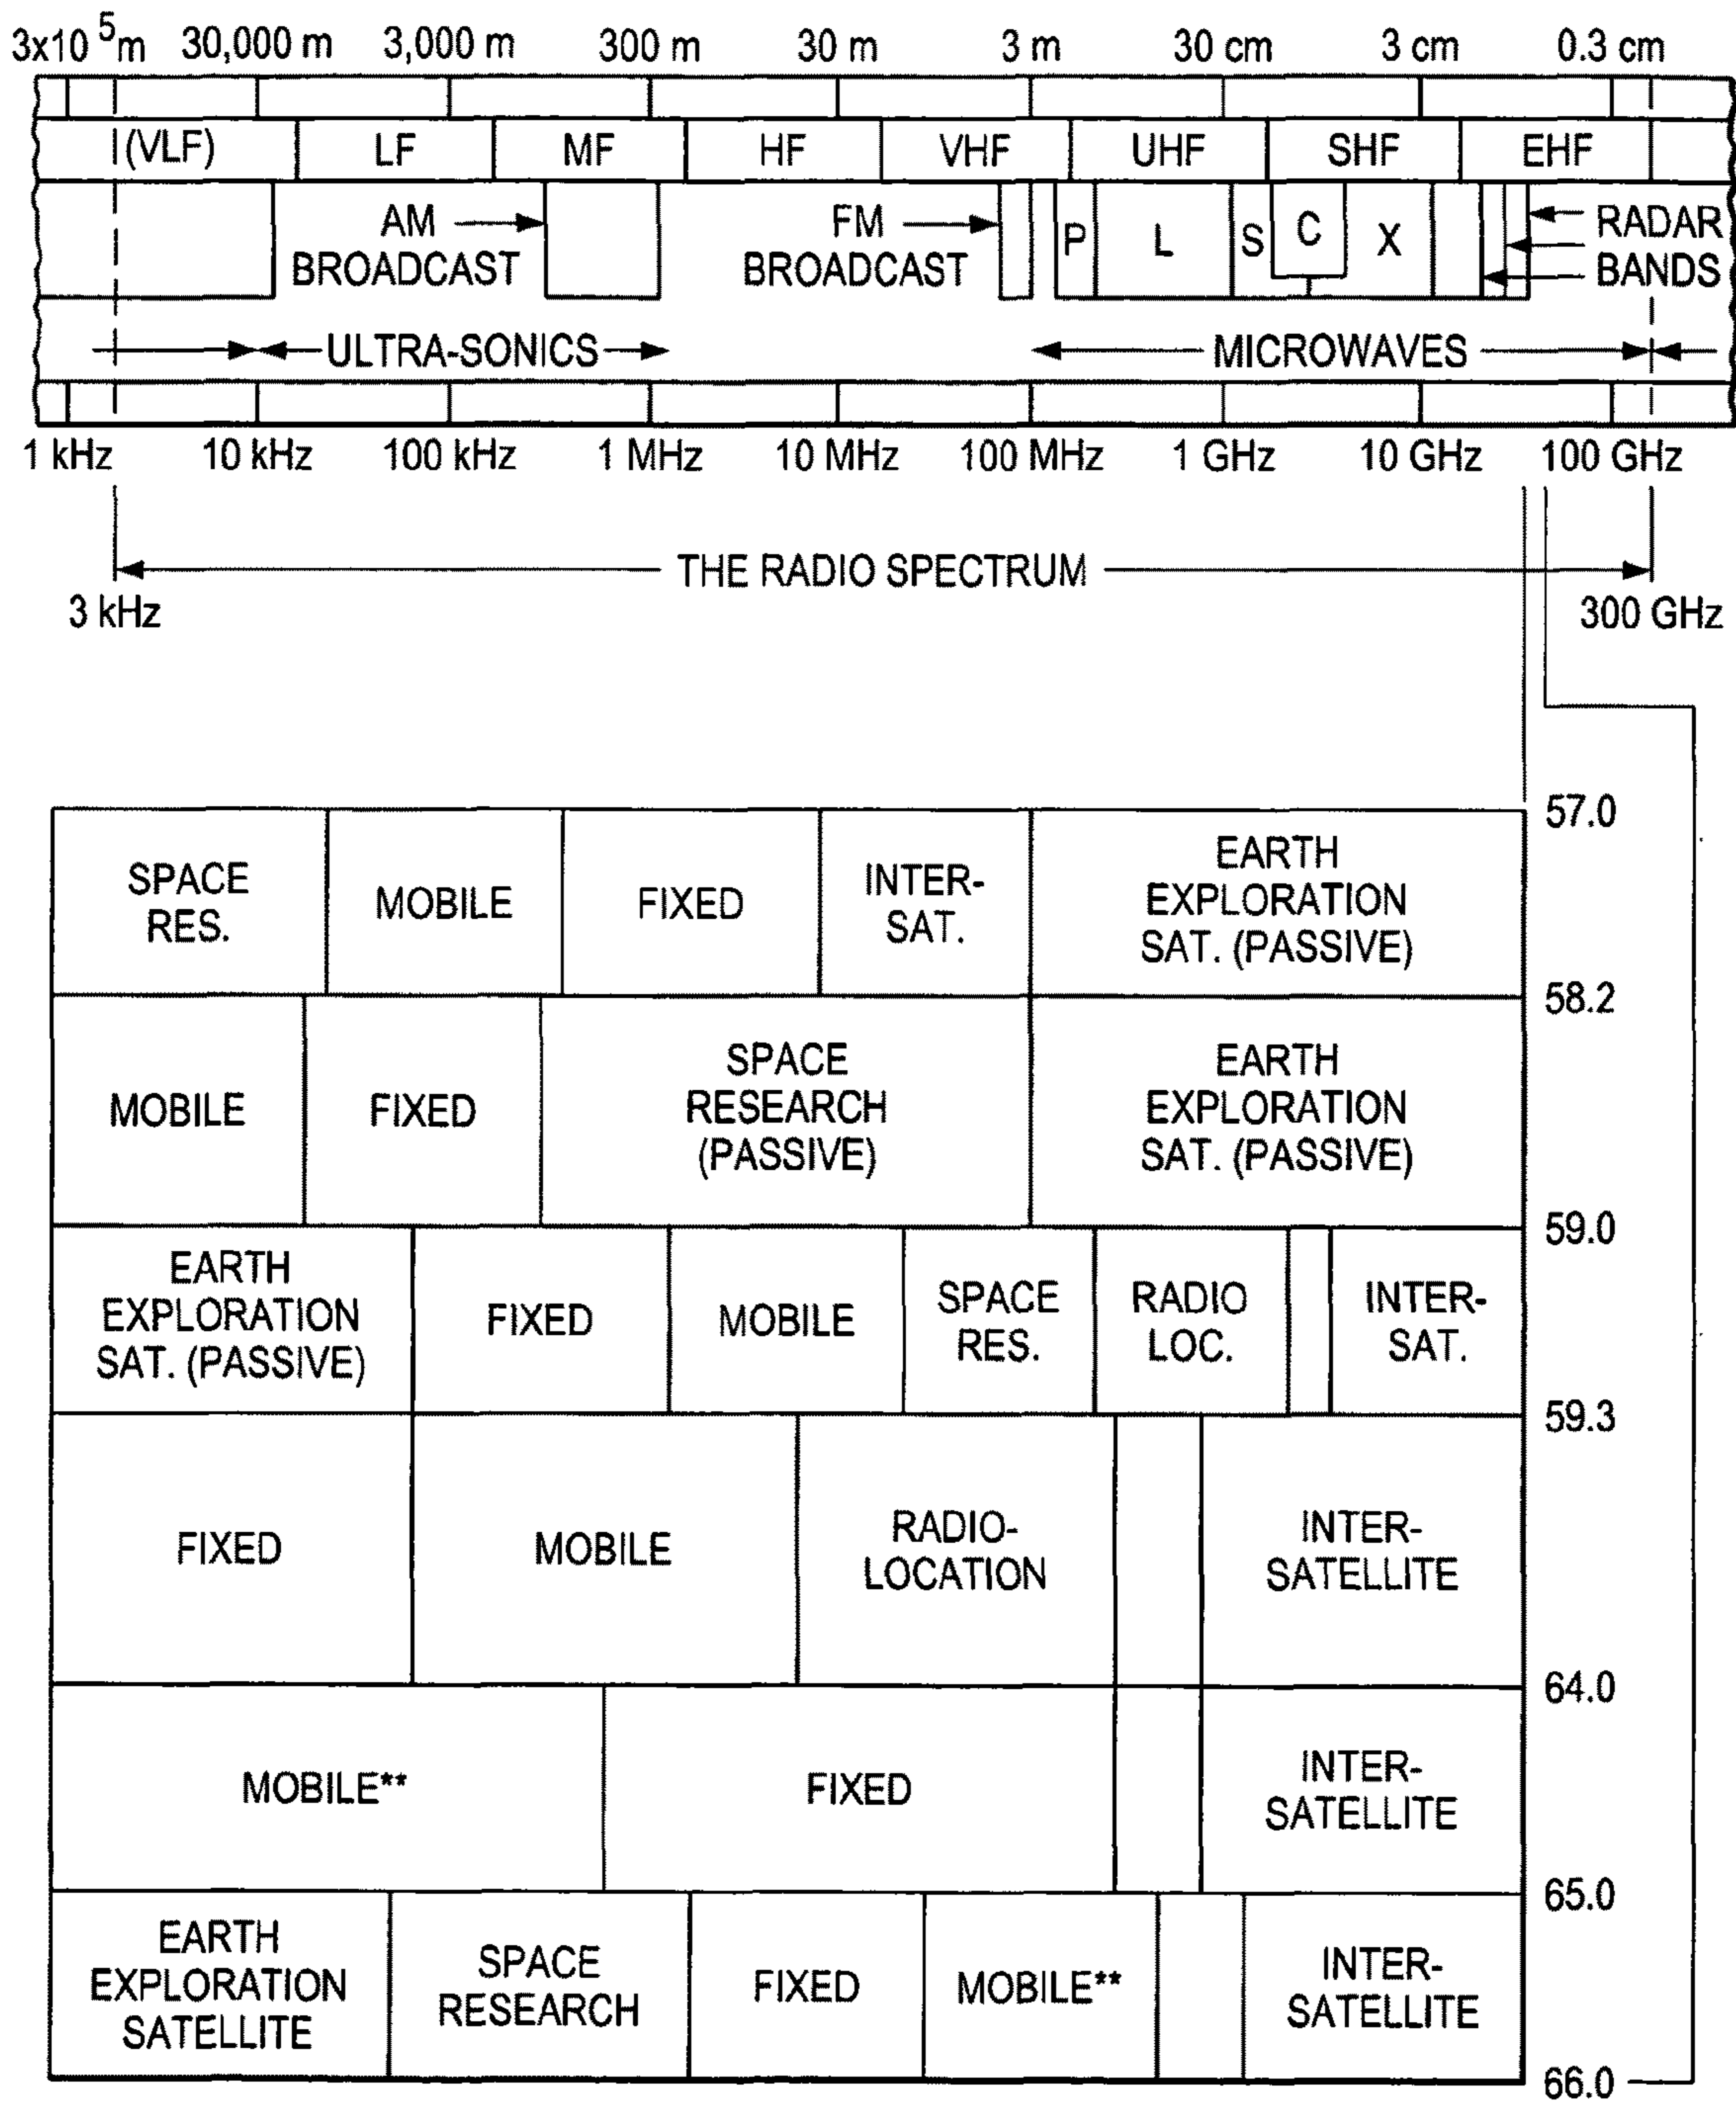 3x10 5m 30,000 m 3,000 m 300 m 30 m 3 m 30 cm 3 cm 0.3 cm
(VLF) LF MF HF VHF UHF SHF EHF
AM
BROADCAST
FM
BROADCAST
P L S C X
RADAR
BANDS
ULTRA-SONICS MICROWAVES
1 kHz 10 kHz 100 kHz 1 MHz 10 MHz 100 MHz 1 GHz 10 GHz 100 GHz
THE RADIO SPECTRUM
3 kHz 300 GHz
57.0
SPACE
RES.
MOBILE
FIXED
INTER-
SAT.
EARTH
EXPLORATION
SAT. (PASSIVE)
58.2
MOBILE
FIXED
SPACE
RESEARCH
(PASSIVE)
EARTH
EXPLORATION
SAT. (PASSIVE)
59.0
EARTH
EXPLORATION
SAT. (PASSIVE)
FIXED
MOBILE
SPACE
RES.
RADIO
LOC.
INTER-
SAT.
59.3
FIXED
MOBILE
RADIO-
LOCATION
INTER-
SATELLITE
64.0
MOBILE**
FIXED
INTER-
SATELLITE
65.0
EARTH
EXPLORATION
SATELLITE
SPACE
RESEARCH
FIXED
MOBILE**
INTER-
SATELLITE
66.0